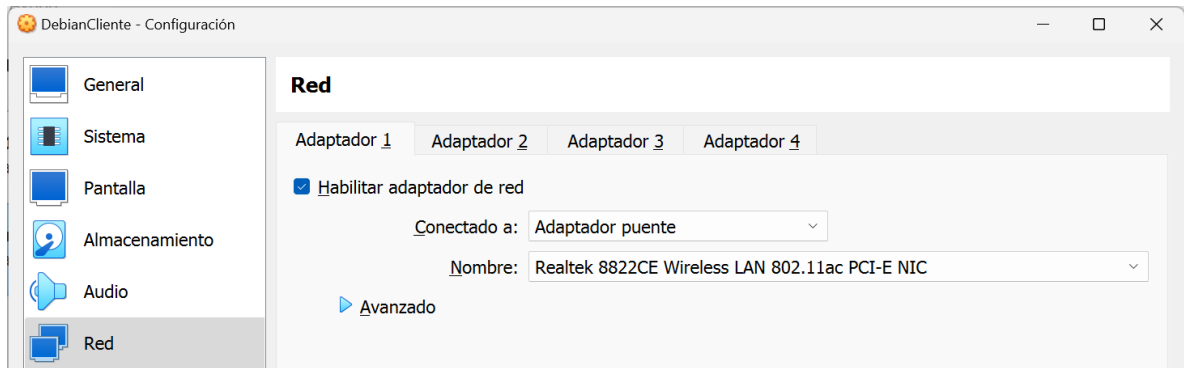 DebianCliente - Configuración
General
Sistema
Pantalla
Almacenamiento
Audio
Red
Red
Adaptador 1 Adaptador 2 Adaptador 3 Adaptador 4
Habilitar adaptador de red
Conectado a: Adaptador puente
Nombre: Realtek 8822CE Wireless LAN 802.11ac PCI-E NIC
Avanzado